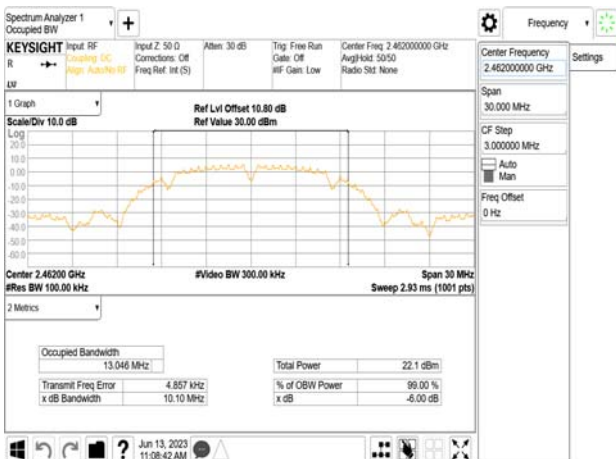 Spectrum Analyzer 1
Occupied BW
Frequency
KEYSIGHT
R
LXI
Input: RF
Coupling: DC
Align: Auto/No RF
Input Z: 50 Ω
Corrections: Off
Freq Ref: Int (S)
Atten: 30 dB
Trig: Free Run
Gate: Off
#IF Gain: Low
Center Freq: 2.462000000 GHz
Avg|Hold: 50/50
Radio Std: None
Center Frequency
2.462000000 GHz
Settings
Span
30.000 MHz
CF Step
3.000000 MHz
Auto
Man
Freq Offset
0 Hz
1 Graph
Scale/Div 10.0 dB
Ref Lvl Offset 10.80 dB
Ref Value 30.00 dBm
Log
20.0
10.0
0.00
-10.0
-20.0
-30.0
-40.0
-50.0
-60.0
Center 2.46200 GHz
#Video BW 300.00 kHz
Span 30 MHz
#Res BW 100.00 kHz
Sweep 2.93 ms (1001 pts)
2 Metrics
Occupied Bandwidth
13.046 MHz
Total Power 22.1 dBm
Transmit Freq Error 4.857 kHz
% of OBW Power 99.00 %
x dB Bandwidth 10.10 MHz
x dB -6.00 dB
Jun 13, 2023
11:08:42 AM